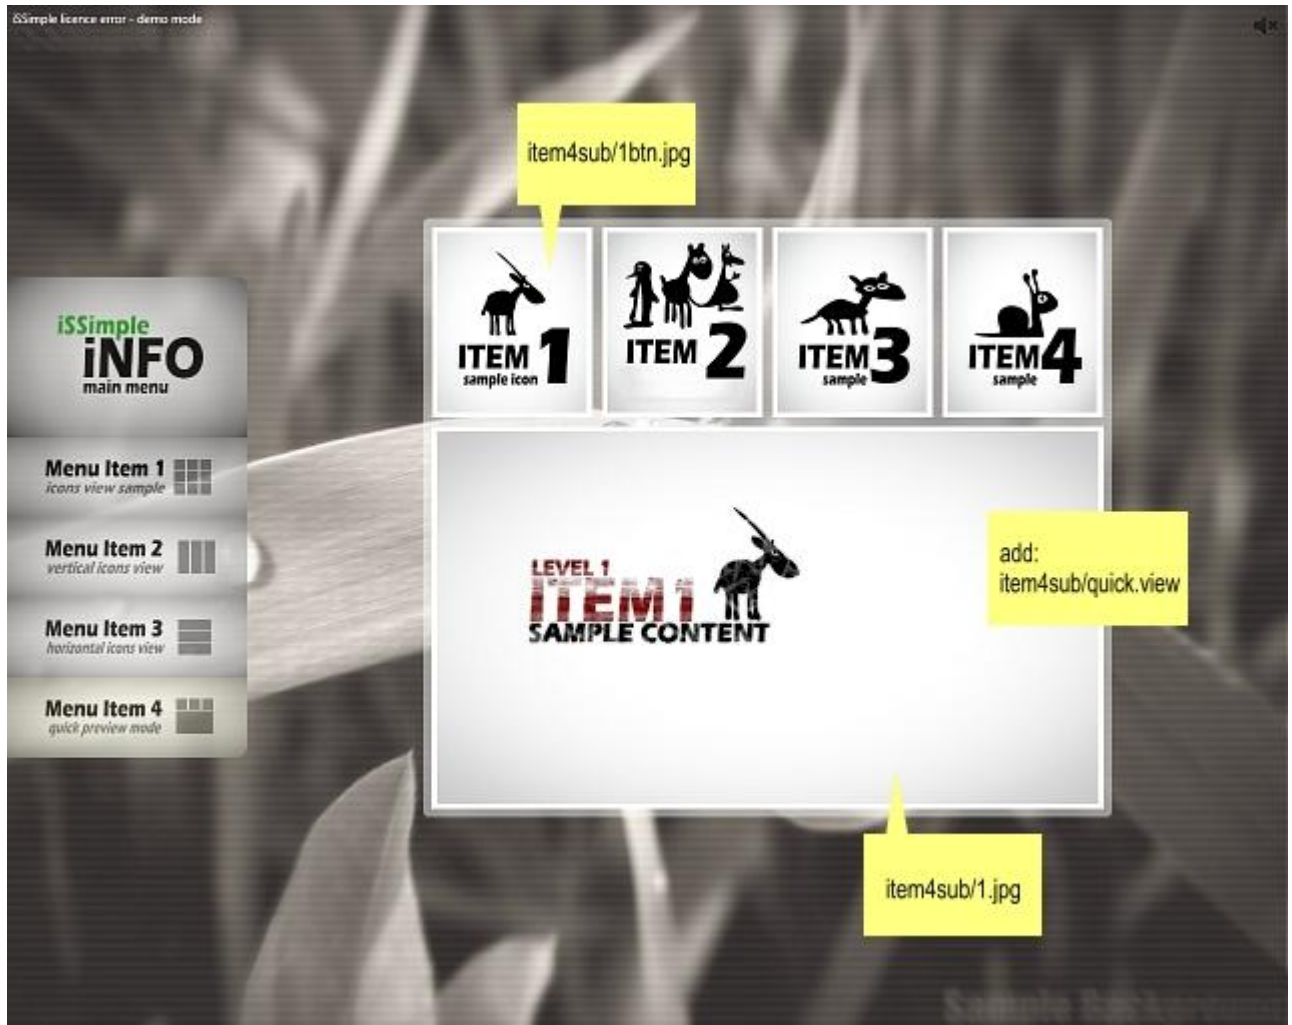 iSSimple licence error - demo mode
item4sub/1btn.jpg
ITEM 1
sample icon
ITEM 2
ITEM 3
sample
ITEM 4
sample
iSSimple
iNFO
main menu
Menu Item 1
icons view sample
Menu Item 2
vertical icons view
Menu Item 3
horizontal icons view
Menu Item 4
quick preview mode
LEVEL 1
ITEM 1
SAMPLE CONTENT
add:
item4sub/quick.view
item4sub/1.jpg
Sample Background